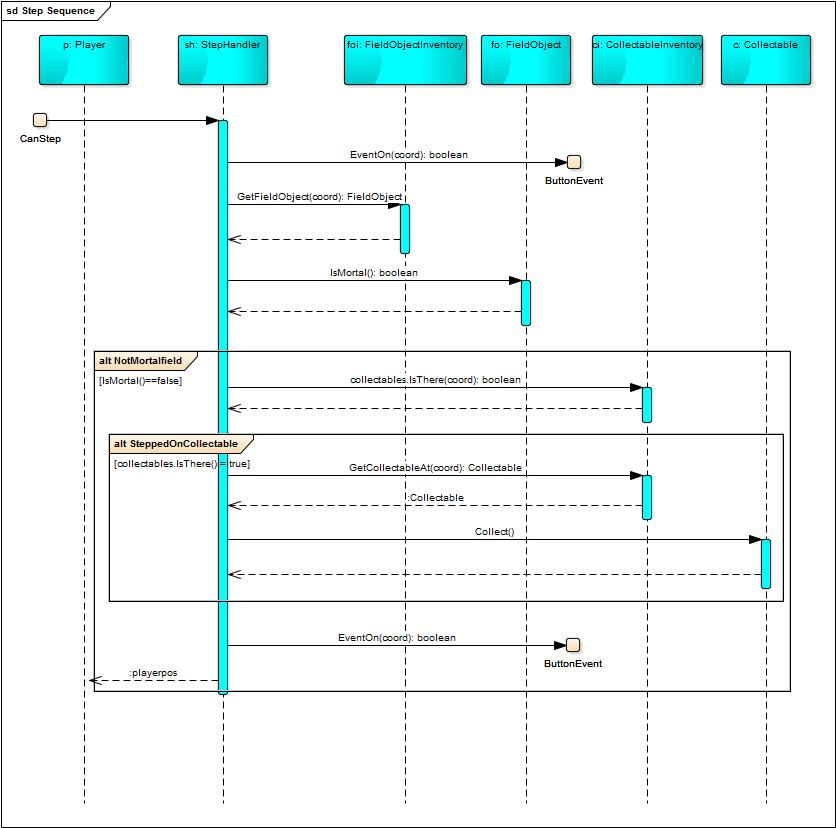 sd Step Sequence
p: Player
sh: StepHandler
foi: FieldObjectInventory
fo: FieldObject
ci: CollectableInventory
c: Collectable
CanStep
EventOn(coord): boolean
ButtonEvent
GetFieldObject(coord): FieldObject
IsMortal(): boolean
alt NotMortalfield
[IsMortal()==false]
collectables.IsThere(coord): boolean
alt SteppedOnCollectable
[collectables.IsThere() = true]
GetCollectableAt(coord): Collectable
:Collectable
Collect()
EventOn(coord): boolean
ButtonEvent
:playerpos